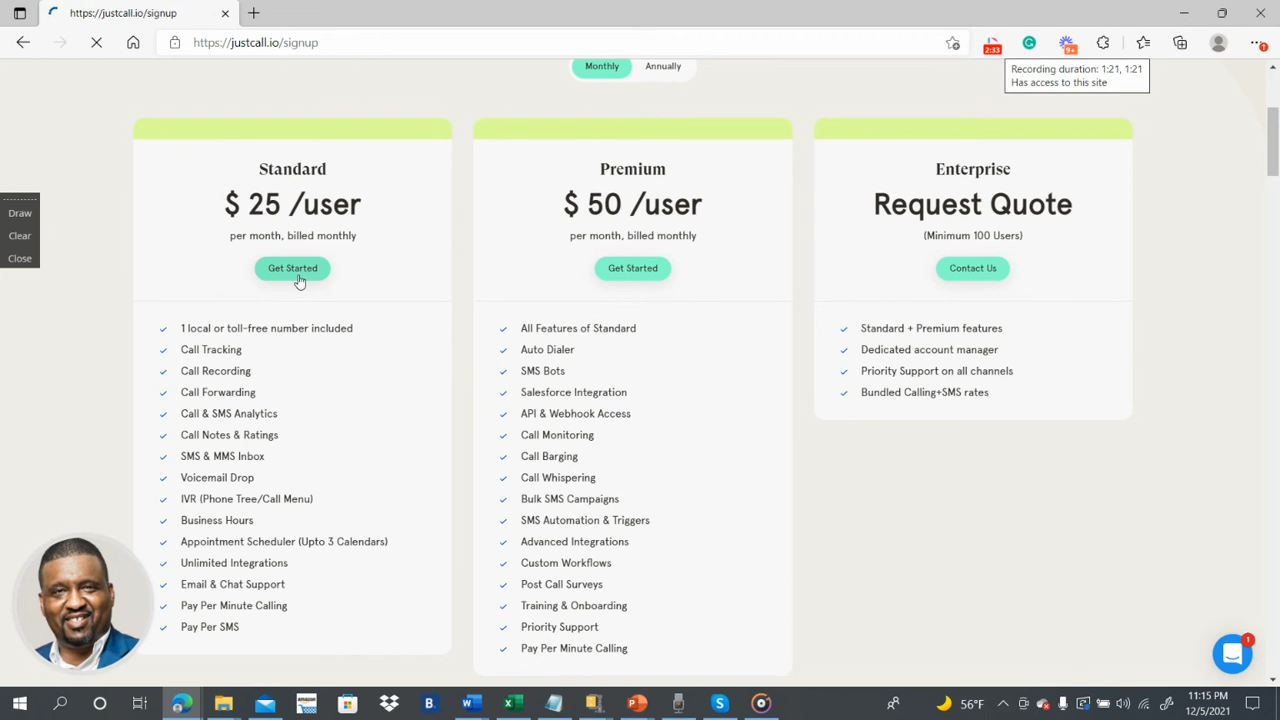 https://justcall.io/signup
https://justcall.io/signup
2:33
9+
Recording duration: 1:21, 1:21
Has access to this site
Monthly
Annually
Draw
Clear
Close
Standard
$ 25 /user
per month, billed monthly
Get Started
1 local or toll-free number included
Call Tracking
Call Recording
Call Forwarding
Call & SMS Analytics
Call Notes & Ratings
SMS & MMS Inbox
Voicemail Drop
IVR (Phone Tree/Call Menu)
Business Hours
Appointment Scheduler (Upto 3 Calendars)
Unlimited Integrations
Email & Chat Support
Pay Per Minute Calling
Pay Per SMS
Premium
$ 50 /user
per month, billed monthly
Get Started
All Features of Standard
Auto Dialer
SMS Bots
Salesforce Integration
API & Webhook Access
Call Monitoring
Call Barging
Call Whispering
Bulk SMS Campaigns
SMS Automation & Triggers
Advanced Integrations
Custom Workflows
Post Call Surveys
Training & Onboarding
Priority Support
Pay Per Minute Calling
Enterprise
Request Quote
(Minimum 100 Users)
Contact Us
Standard + Premium features
Dedicated account manager
Priority Support on all channels
Bundled Calling+SMS rates
1
amazon
B.
56°F
11:15 PM
12/5/2021